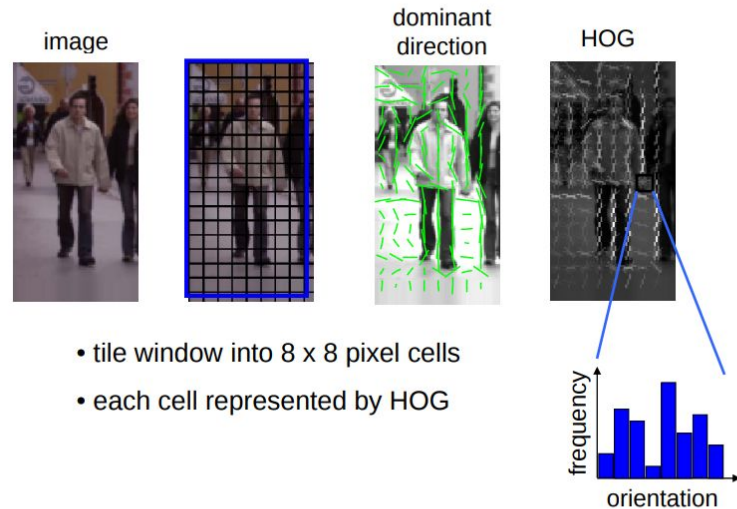 image
dominant
direction
HOG
• tile window into 8 x 8 pixel cells
• each cell represented by HOG
frequency
orientation